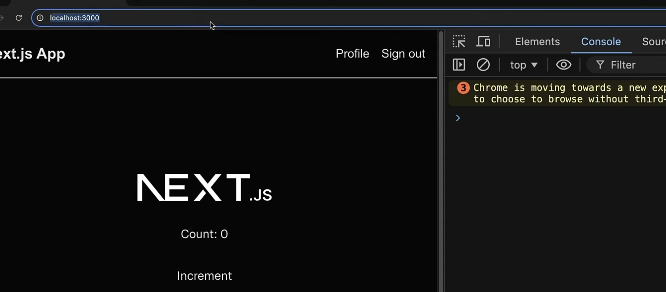 localhost:3000
ext.js App Profile Sign out
Elements Console Sour
top Filter
3 Chrome is moving towards a new exp
to choose to browse without third-
NEXT.JS
Count: 0
Increment